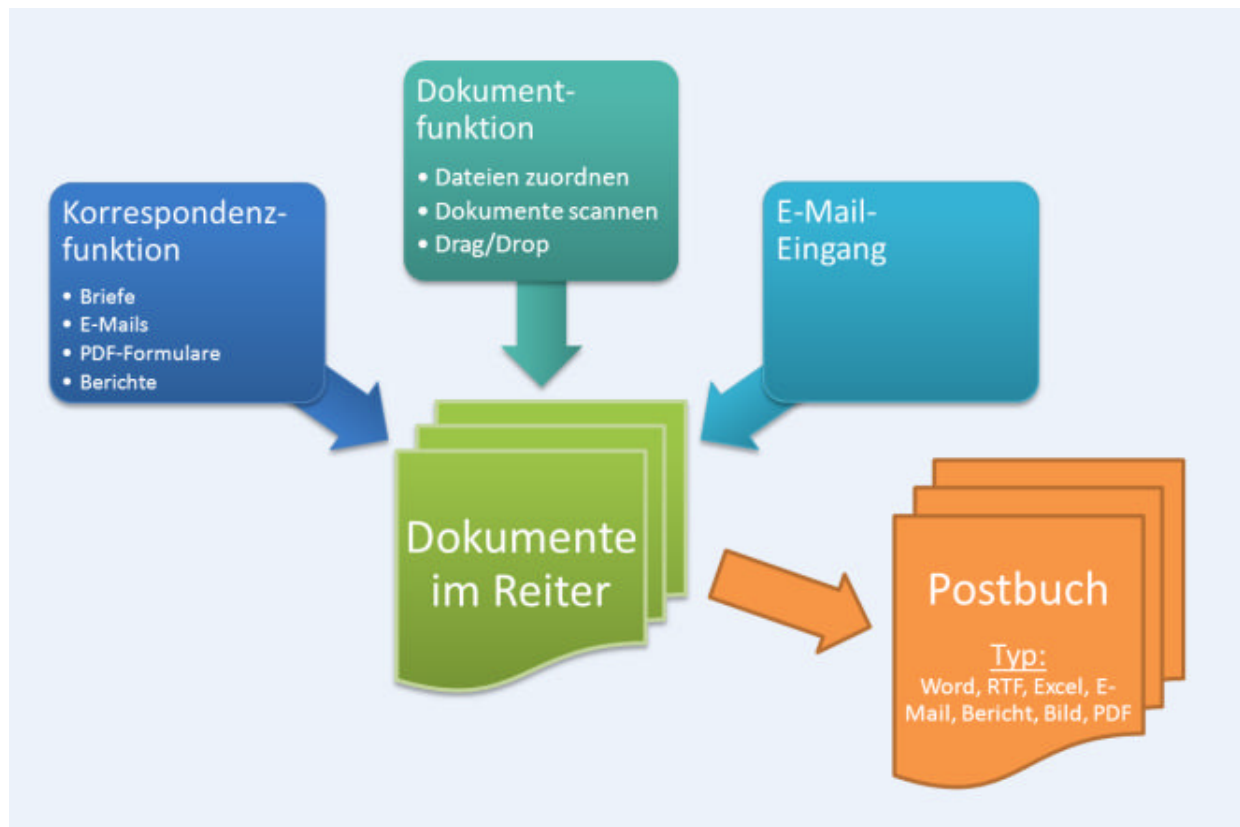 Dokument-
funktion
• Dateien zuordnen
• Dokumente scannen
• Drag/Drop
Korrespondenz-
funktion
• Briefe
• E-Mails
• PDF-Formulare
• Berichte
E-Mail-
Eingang
Dokumente
im Reiter
Postbuch
Typ:
Word, RTF, Excel, E-
Mail, Bericht, Bild, PDF